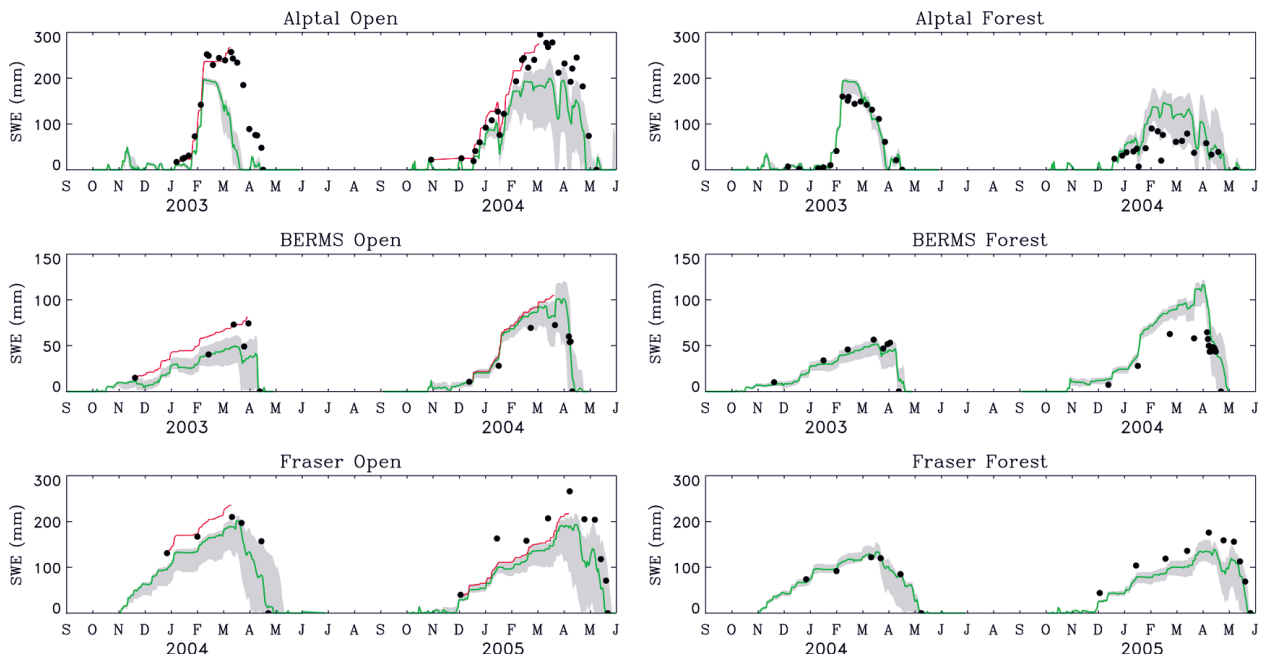 Alptal Open
SWE (mm)
300
200
100
0
S O N D J F M A M J J A S O N D J F M A M J
2003 2004
Alptal Forest
SWE (mm)
300
200
100
0
S O N D J F M A M J J A S O N D J F M A M J
2003 2004
BERMS Open
SWE (mm)
150
100
50
0
S O N D J F M A M J J A S O N D J F M A M J
2003 2004
BERMS Forest
SWE (mm)
150
100
50
0
S O N D J F M A M J J A S O N D J F M A M J
2003 2004
Fraser Open
SWE (mm)
300
200
100
0
S O N D J F M A M J J A S O N D J F M A M J
2004 2005
Fraser Forest
SWE (mm)
300
200
100
0
S O N D J F M A M J J A S O N D J F M A M J
2004 2005